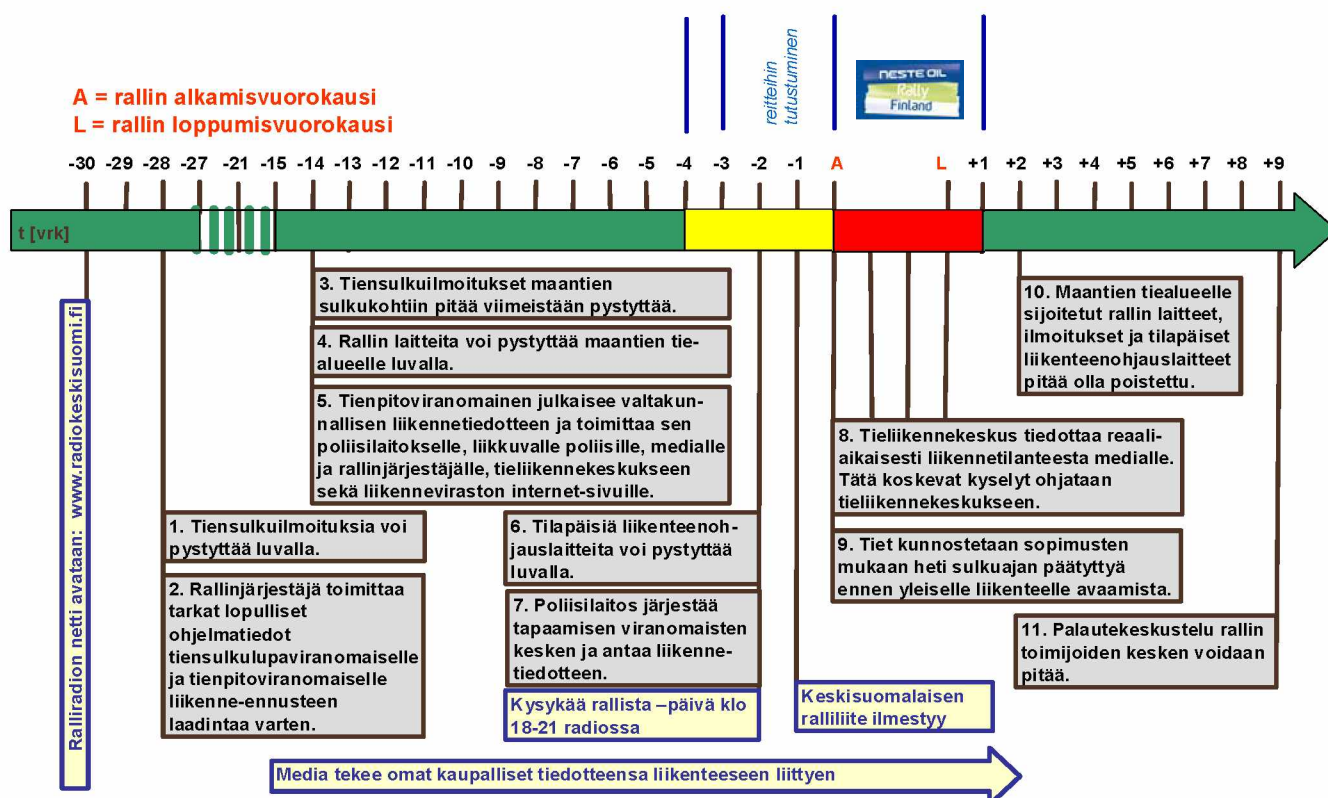 reitteihin
tutustuminen
NESTE OIL
Rally
Finland
A = rallin alkamisvuorokausi
L = rallin loppumisvuorokausi
-30 -29 -28 -27 -21 -15 -14 -13 -12 -11 -10 -9 -8 -7 -6 -5 -4 -3 -2 -1 A L +1 +2 +3 +4 +5 +6 +7 +8 +9
t [vrk]
Ralliradion netti avataan: www.radiokeskisuomi.fi
3. Tiensulkuilmoitukset maantien
sulkukohtiin pitää viimeistään pystyttää.
4. Rallin laitteita voi pystyttää maantien tie-
alueelle luvalla.
5. Tienpitoviranomainen julkaisee valtakun-
nallisen liikennetiedotteen ja toimittaa sen
poliisilaitokselle, liikkuvalle poliisille, medialle
ja rallinjärjestäjälle, tieliikennekeskukseen
sekä liikenneviraston internet-sivuille.
1. Tiensulkuilmoituksia voi
pystyttää luvalla.
2. Rallinjärjestäjä toimittaa
tarkat lopulliset
ohjelmatiedot
tiensulkulupaviranomaiselle
ja tienpitoviranomaiselle
liikenne-ennusteen
laadintaa varten.
6. Tilapäisiä liikenteenoh-
jauslaitteita voi pystyttää
luvalla.
7. Poliisilaitos järjestää
tapaamisen viranomaisten
kesken ja antaa liikenne-
tiedotteen.
Kysykää rallista –päivä klo
18-21 radiossa
10. Maantien tiealueelle
sijoitetut rallin laitteet,
ilmoitukset ja tilapäiset
liikenteenohjauslaitteet
pitää olla poistettu.
8. Tieliikennekeskus tiedottaa reaali-
aikaisesti liikennetilanteesta medialle.
Tätä koskevat kyselyt ohjataan
tieliikennekeskukseen.
9. Tiet kunnostetaan sopimusten
mukaan heti sulkuajan päätyttyä
ennen yleiselle liikenteelle avaamista.
11. Palautekeskustelu rallin
toimijoiden kesken voidaan
pitää.
Keskisuomalaisen
ralliliite ilmestyy
Media tekee omat kaupalliset tiedotteensa liikenteeseen liittyen